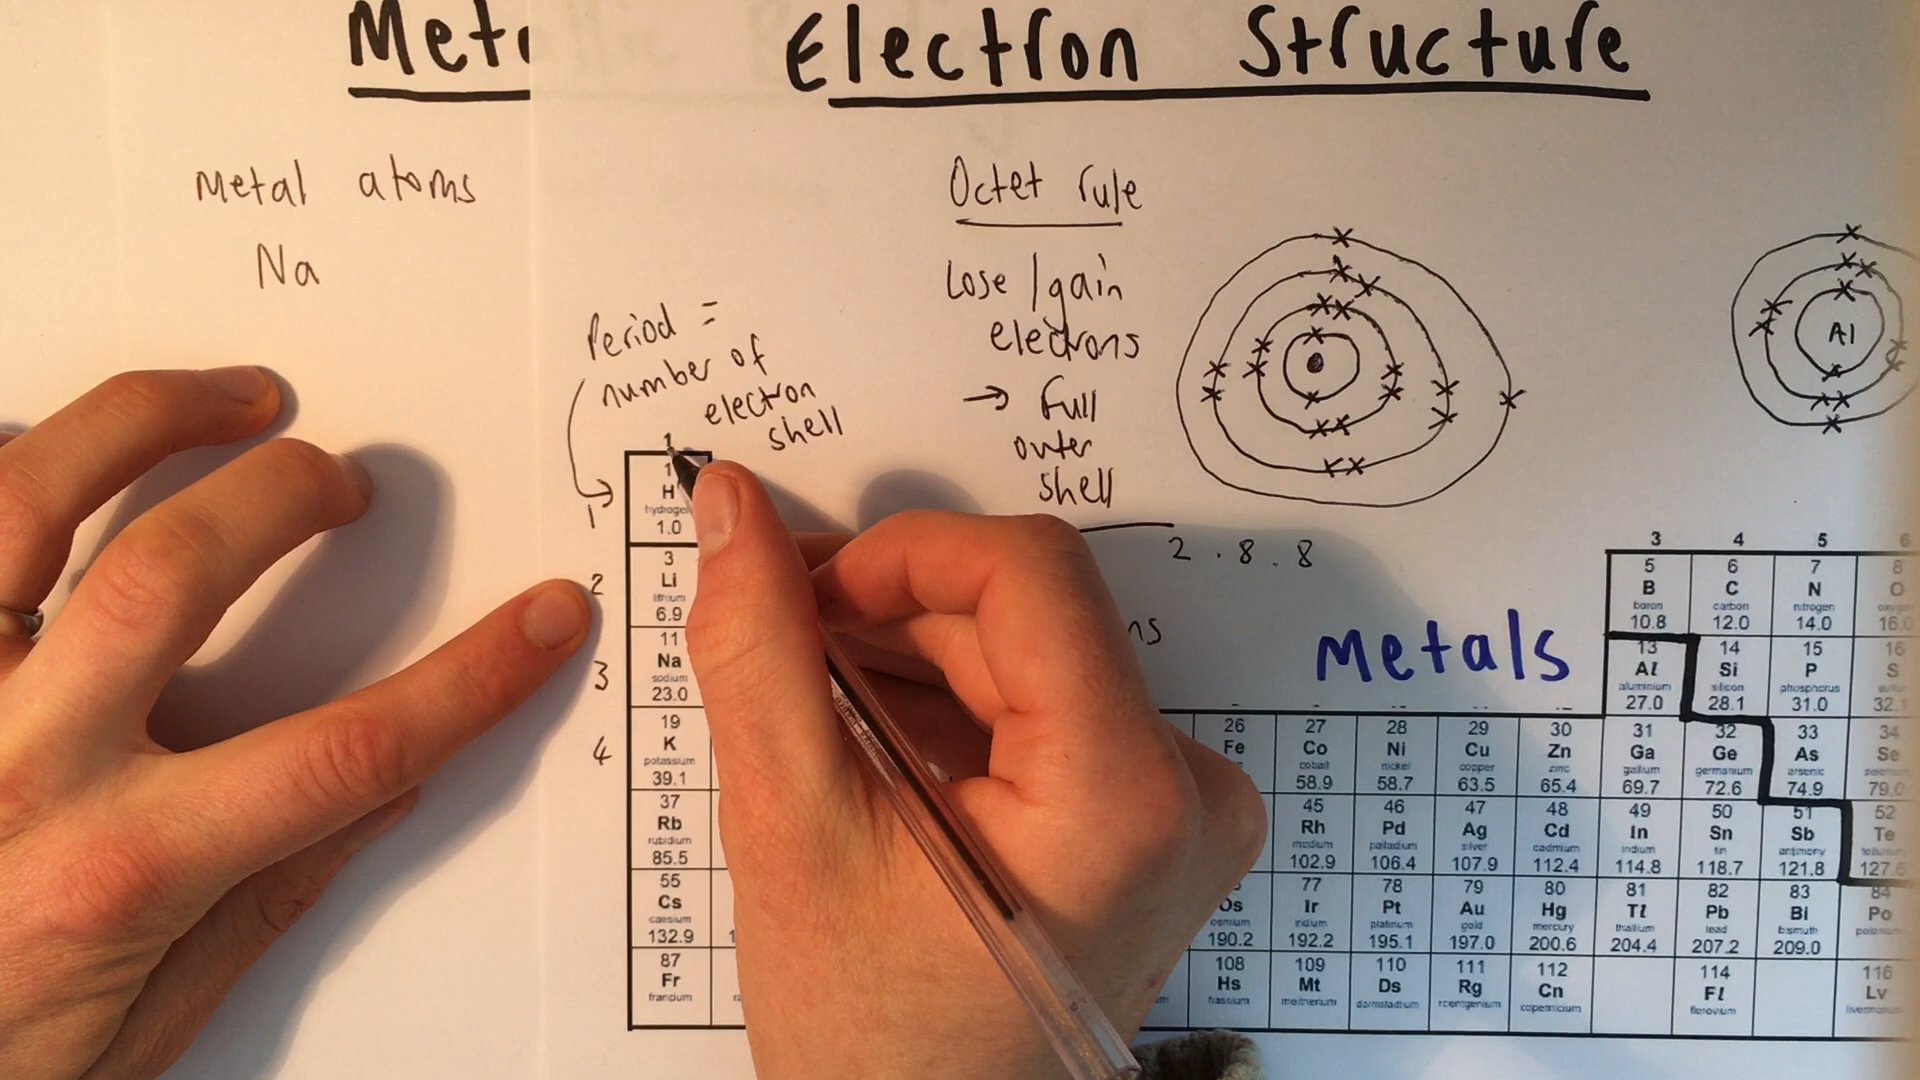 Meta
Electron Structure
Metal atoms
Na
Period =
number of
electron
shell
Octet rule
Lose/gain
electrons
→ full
outer
shell
2.8.8
Metals
Al
1
2
3
4
1
1
H
hydrogen
1.0
3
Li
lithium
6.9
11
Na
sodium
23.0
19
K
potassium
39.1
37
Rb
rubidium
85.5
55
Cs
caesium
132.9
87
Fr
francium
3 4 5 6
5 6 7 8
B C N O
boron carbon nitrogen oxygen
10.8 12.0 14.0 16.0
13 14 15 16
Al Si P S
aluminium silicon phosphorus
27.0 28.1 31.0 32.1
26 27 28 29 30 31 32 33 34
Fe Co Ni Cu Zn Ga Ge As Se
cobalt nickel copper zinc gallium germanium arsenic
58.9 58.7 63.5 65.4 69.7 72.6 74.9 79.0
45 46 47 48 49 50 51 52
Rh Pd Ag Cd In Sn Sb Te
palladium silver cadmium indium tin antimony
102.9 106.4 107.9 112.4 114.8 118.7 121.8 127.6
77 78 79 80 81 82 83 84
Os Ir Pt Au Hg Tl Pb Bi Po
osmium iridium platinum gold mercury thallium lead bismuth
190.2 192.2 195.1 197.0 200.6 204.4 207.2 209.0
108 109 110 111 112 114 116
Hs Mt Ds Rg Cn Fl Lv
hassium meitnerium darmstadtium roentgenium copernicium flerovium